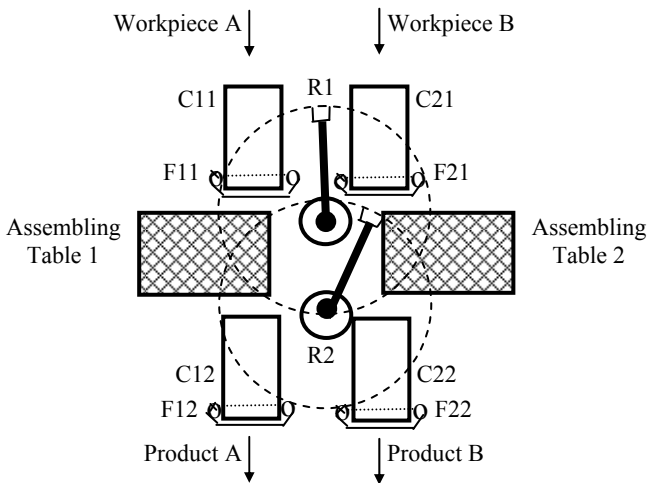 Workpiece A
Workpiece B
C11
R1
C21
F11
F21
Assembling
Table 1
Assembling
Table 2
R2
C12
C22
F12
F22
Product A
Product B